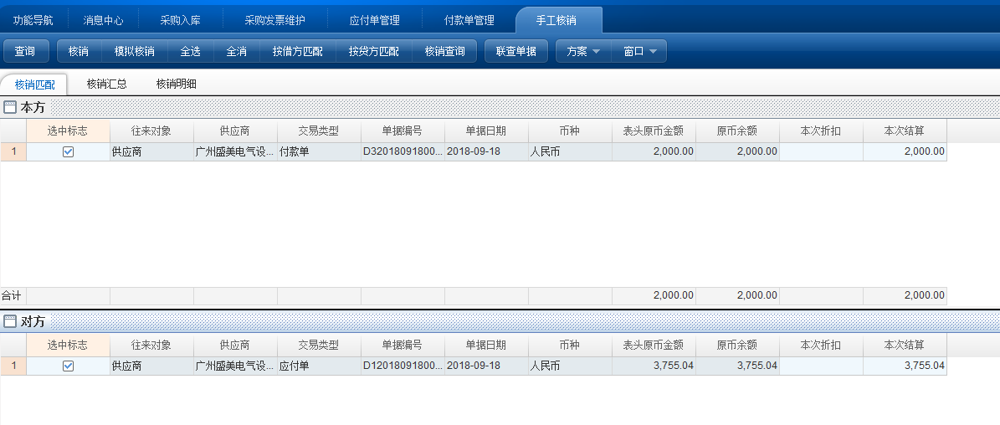 功能导航 消息中心 采购入库 采购发票维护 应付单管理 付款单管理 手工核销
查询 核销 模拟核销 全选 全消 按借方匹配 按贷方匹配 核销查询 联查单据 方案 窗口
核销匹配 核销汇总 核销明细
本方
选中标志 往来对象 供应商 交易类型 单据编号 单据日期 币种 表头原币金额 原币余额 本次折扣 本次结算
1 供应商 广州盛美电气设... 付款单 D32018091800... 2018-09-18 人民币 2,000.00 2,000.00 2,000.00
合计 2,000.00 2,000.00 2,000.00
对方
选中标志 往来对象 供应商 交易类型 单据编号 单据日期 币种 表头原币金额 原币余额 本次折扣 本次结算
1 供应商 广州盛美电气设... 应付单 D12018091800... 2018-09-18 人民币 3,755.04 3,755.04 3,755.04